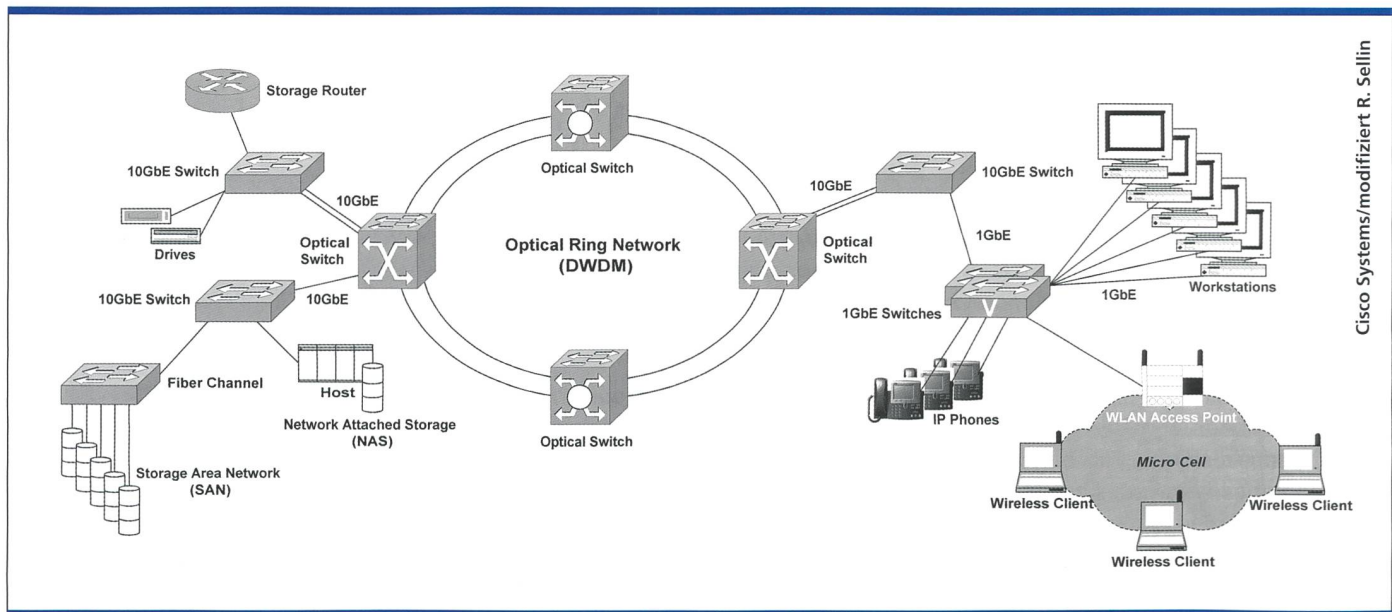 Storage Router
10GbE Switch
10GbE
Drives
Optical
Switch
10GbE Switch
10GbE
Fiber Channel
Host
Network Attached Storage
(NAS)
Storage Area Network
(SAN)
Optical Switch
Optical Ring Network
(DWDM)
Optical Switch
Optical
Switch
10GbE
10GbE Switch
1GbE
1GbE Switches
V
1GbE
Workstations
IP Phones
WLAN Access Point
Micro Cell
Wireless Client
Wireless Client
Wireless Client
Cisco Systems/modifiziert R. Sellin